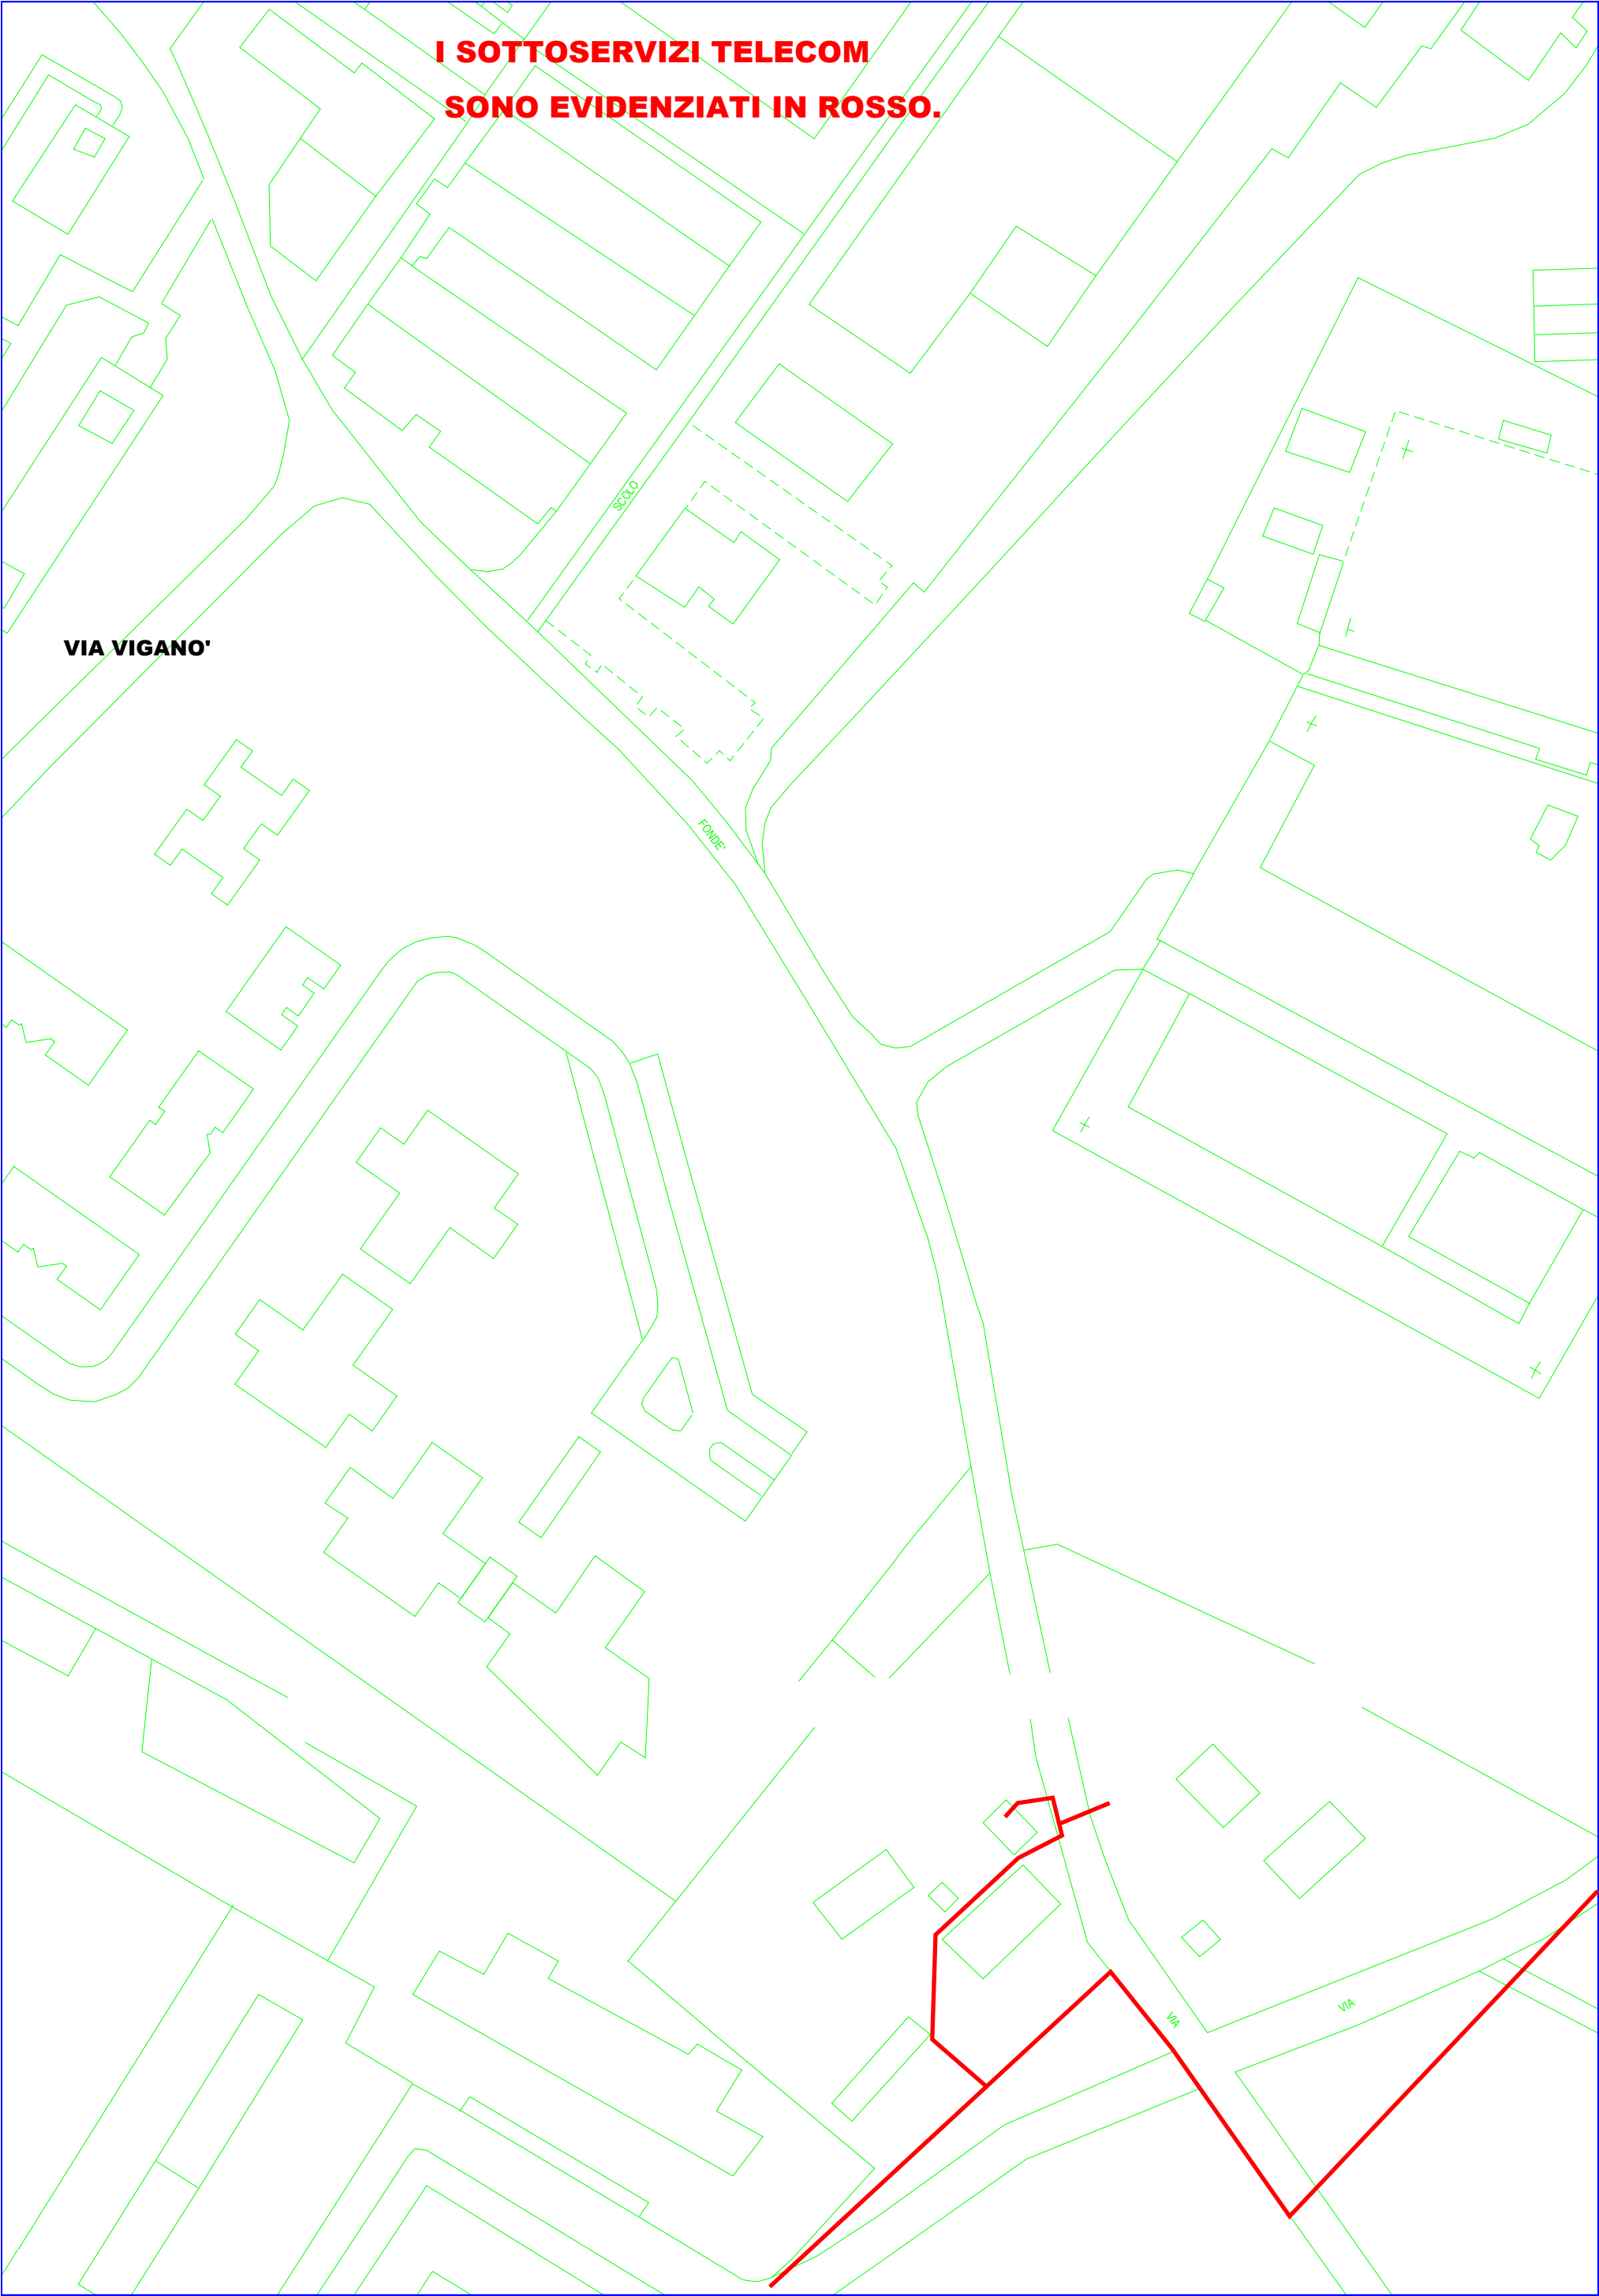 I SOTTOSERVIZI TELECOM
SONO EVIDENZIATI IN ROSSO.
SCOLO
VIA VIGANO'
FONDE'
VIA
VIA